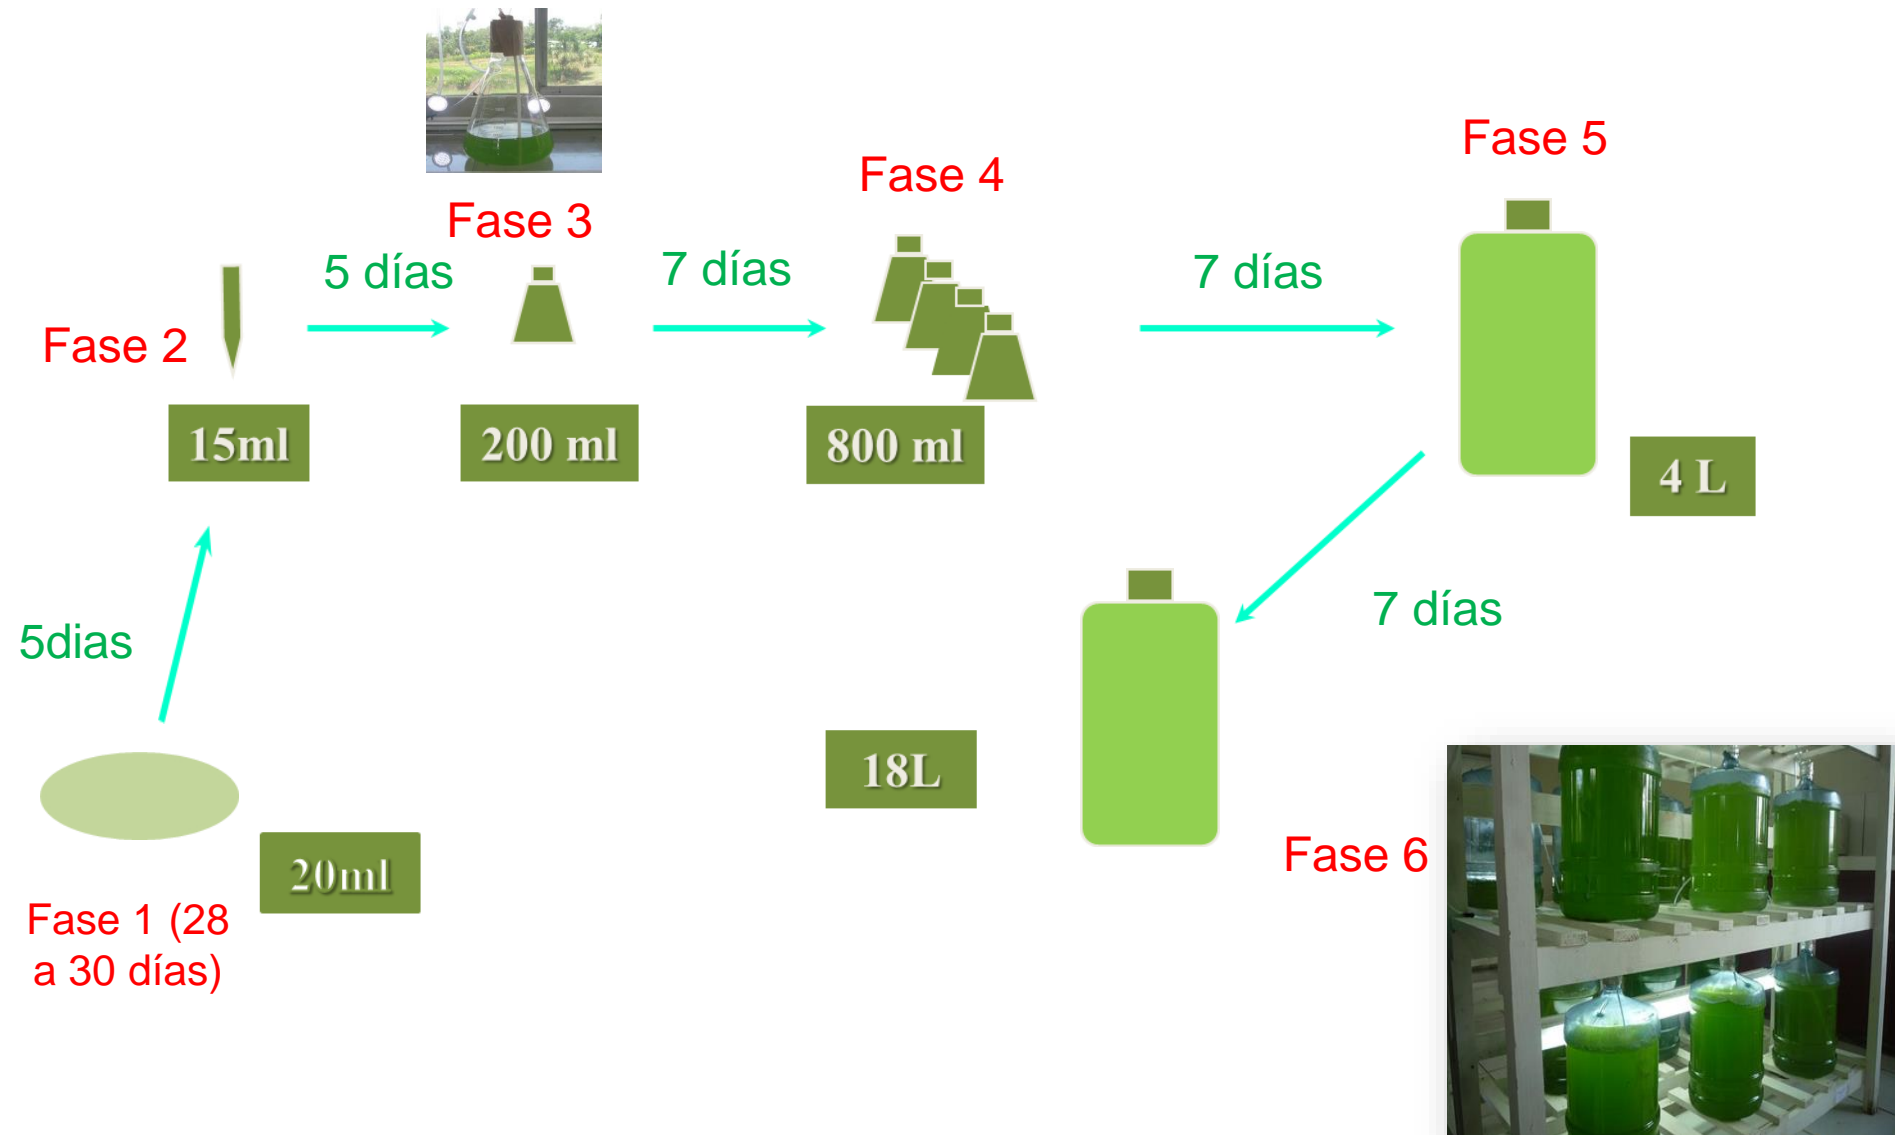 Fase 5
Fase 4
Fase 3
5 días
7 días
7 días
Fase 2
15ml
200 ml
800 ml
4 L
5dias
7 días
18L
20ml
Fase 6
Fase 1 (28
a 30 días)